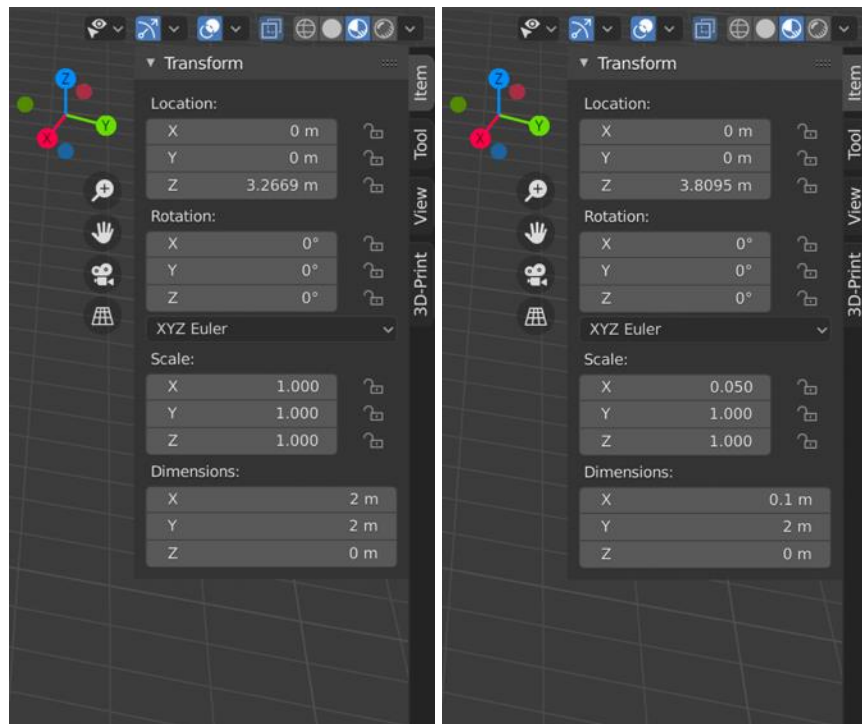 Transform
Location:
X 0 m
Y 0 m
Z 3.2669 m
Rotation:
X 0°
Y 0°
Z 0°
XYZ Euler
Scale:
X 1.000
Y 1.000
Z 1.000
Dimensions:
X 2 m
Y 2 m
Z 0 m
Item
Tool
View
3D-Print
Z
Y
X
Transform
Location:
X 0 m
Y 0 m
Z 3.8095 m
Rotation:
X 0°
Y 0°
Z 0°
XYZ Euler
Scale:
X 0.050
Y 1.000
Z 1.000
Dimensions:
X 0.1 m
Y 2 m
Z 0 m
Item
Tool
View
3D-Print
Z
Y
X